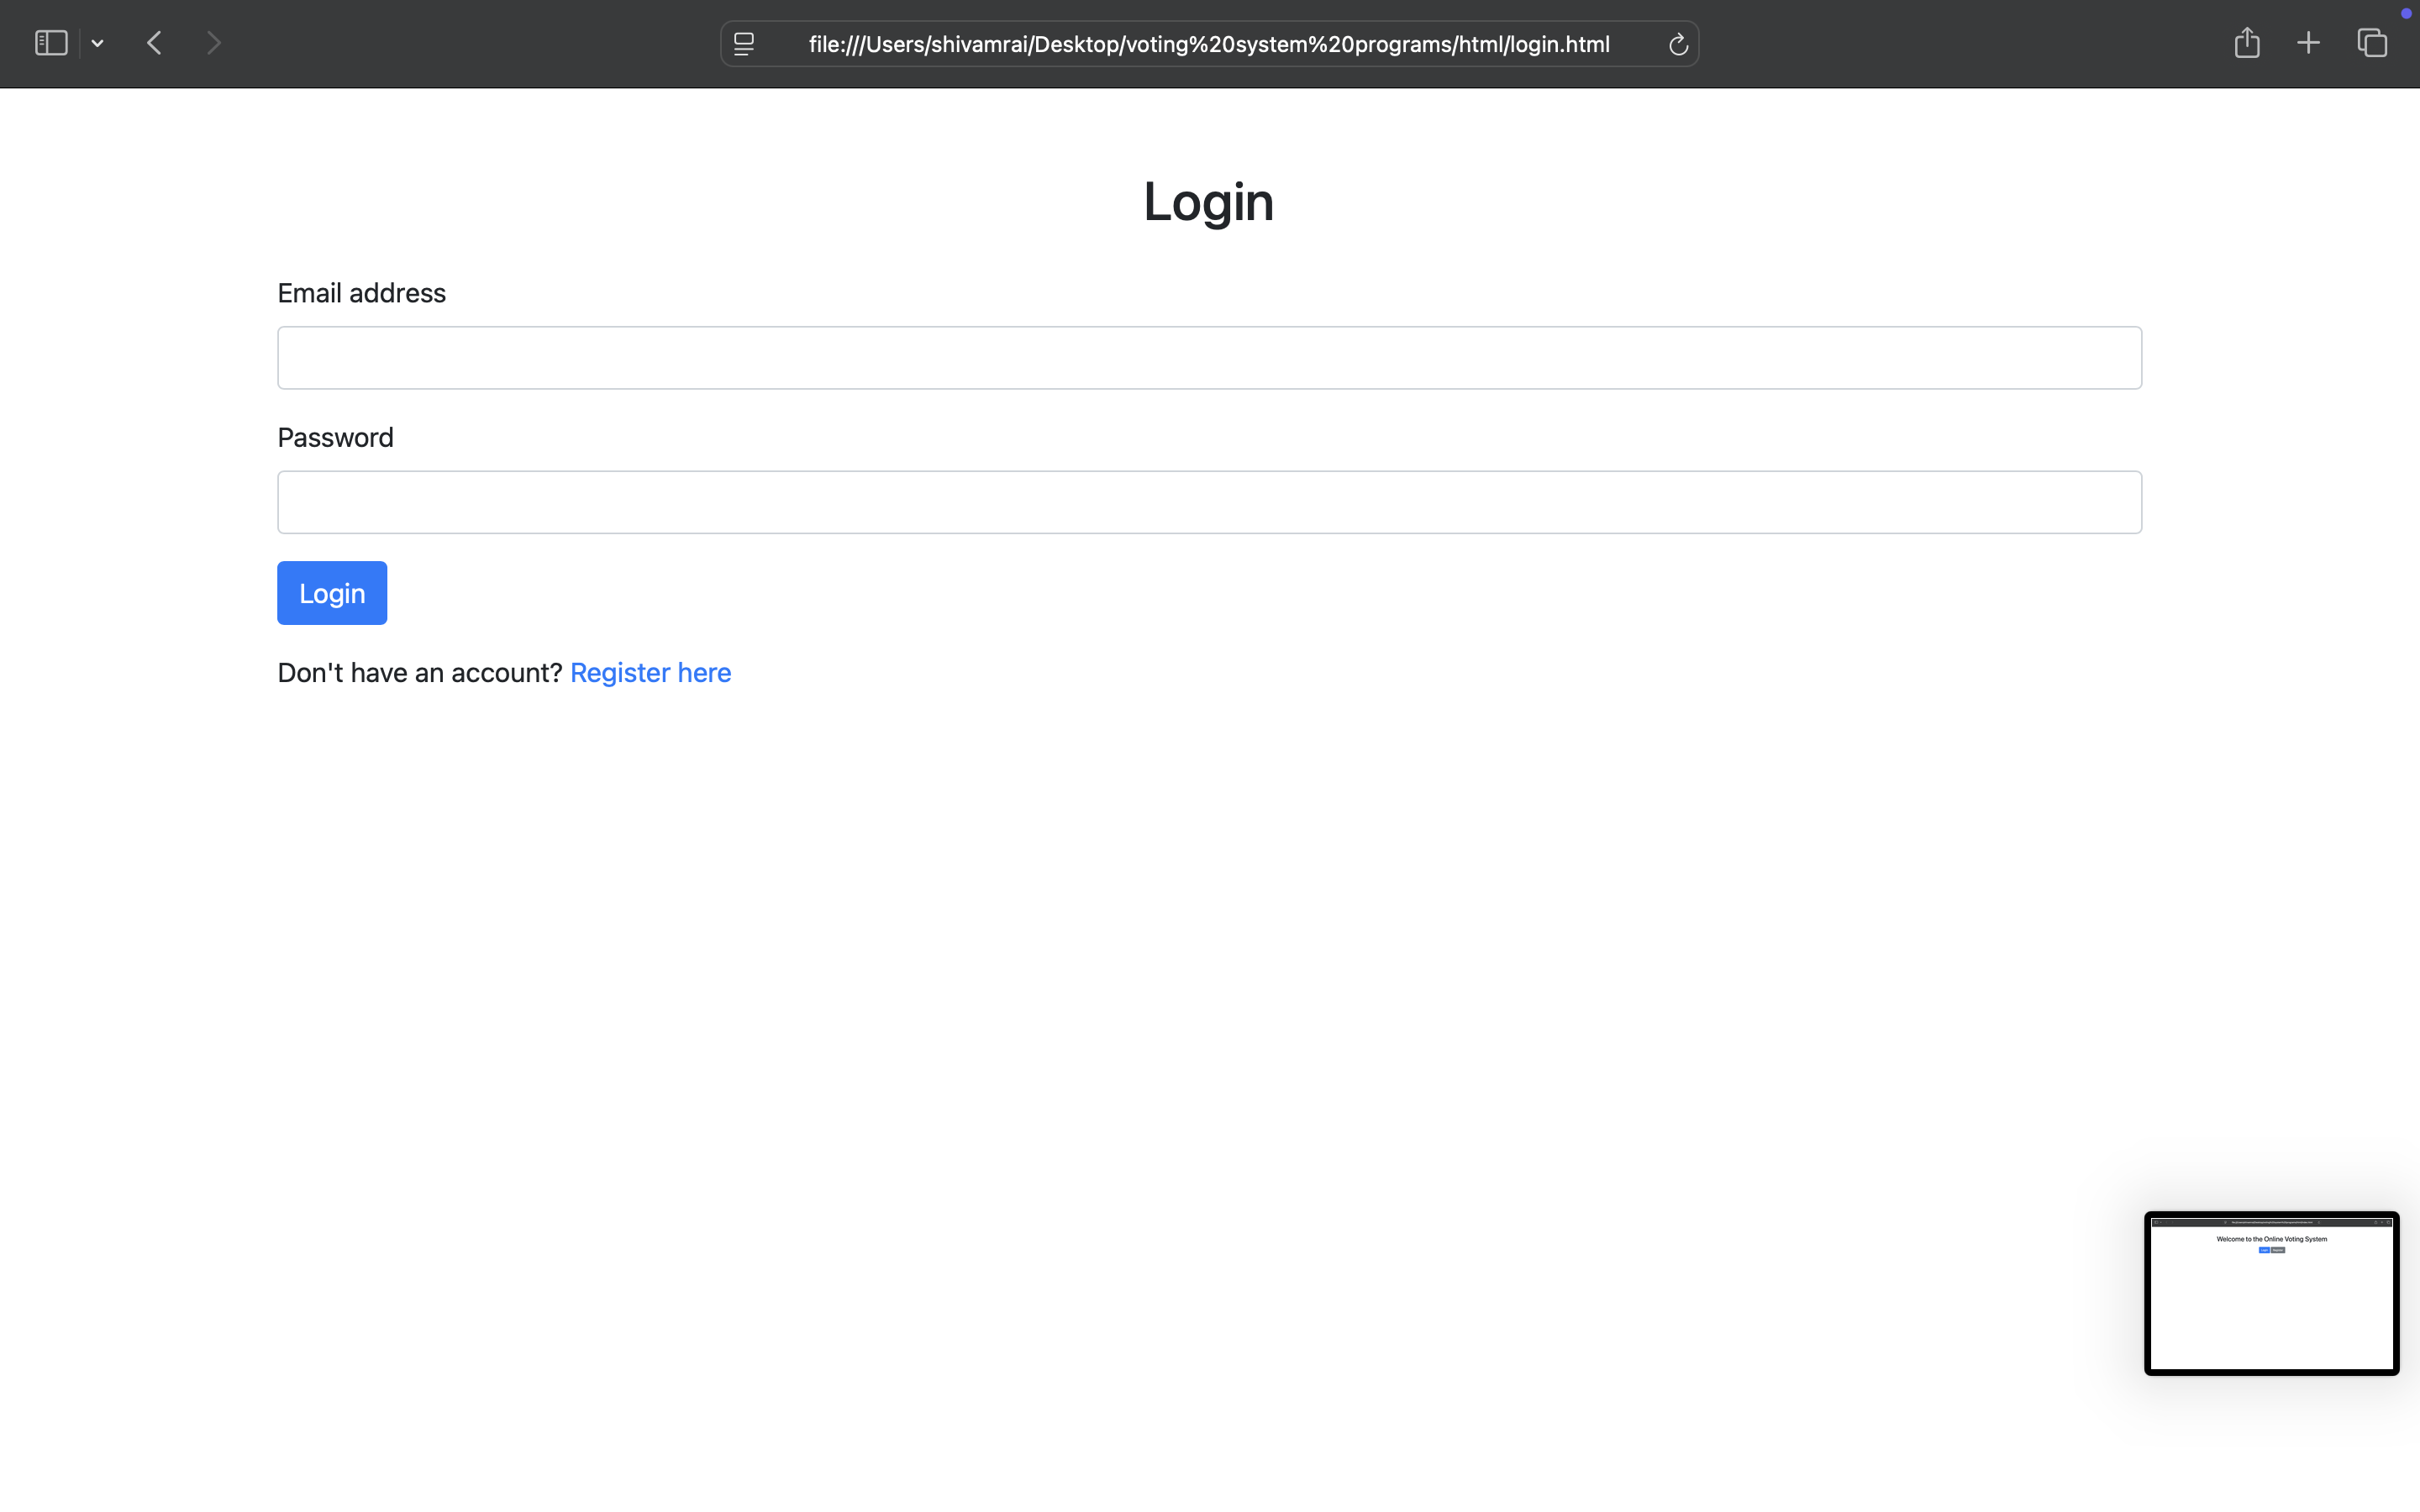 file:///Users/shivamrai/Desktop/voting%20system%20programs/html/login.html
Login
Email address
Password
Login
Don't have an account? Register here
Welcome to the Online Voting System